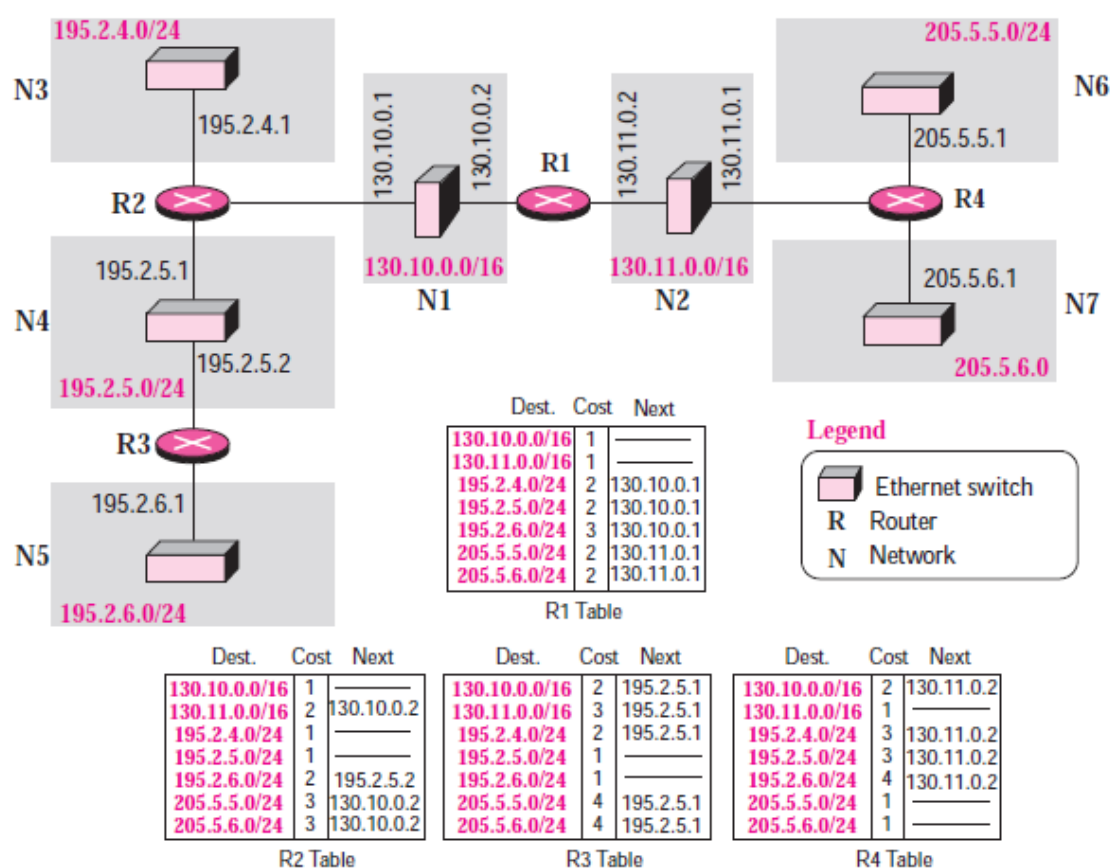 195.2.4.0/24
N3
195.2.4.1
R2
130.10.0.1
130.10.0.2
130.10.0.0/16
N1
R1
130.11.0.2
130.11.0.1
130.11.0.0/16
N2
205.5.5.0/24
N6
205.5.5.1
R4
205.5.6.1
N7
205.5.6.0
195.2.5.1
N4
195.2.5.2
195.2.5.0/24
R3
195.2.6.1
N5
195.2.6.0/24
Dest. Cost Next
130.10.0.0/16 1
130.11.0.0/16 1
195.2.4.0/24 2 130.10.0.1
195.2.5.0/24 2 130.10.0.1
195.2.6.0/24 3 130.10.0.1
205.5.5.0/24 2 130.11.0.1
205.5.6.0/24 2 130.11.0.1
R1 Table
Legend
Ethernet switch
R Router
N Network
Dest. Cost Next
130.10.0.0/16 1
130.11.0.0/16 2 130.10.0.2
195.2.4.0/24 1
195.2.5.0/24 1
195.2.6.0/24 2 195.2.5.2
205.5.5.0/24 3 130.10.0.2
205.5.6.0/24 3 130.10.0.2
R2 Table
Dest. Cost Next
130.10.0.0/16 2 195.2.5.1
130.11.0.0/16 3 195.2.5.1
195.2.4.0/24 2 195.2.5.1
195.2.5.0/24 1
195.2.6.0/24 1
205.5.5.0/24 4 195.2.5.1
205.5.6.0/24 4 195.2.5.1
R3 Table
Dest. Cost Next
130.10.0.0/16 2 130.11.0.2
130.11.0.0/16 1
195.2.4.0/24 3 130.11.0.2
195.2.5.0/24 3 130.11.0.2
195.2.6.0/24 4 130.11.0.2
205.5.5.0/24 1
205.5.6.0/24 1
R4 Table